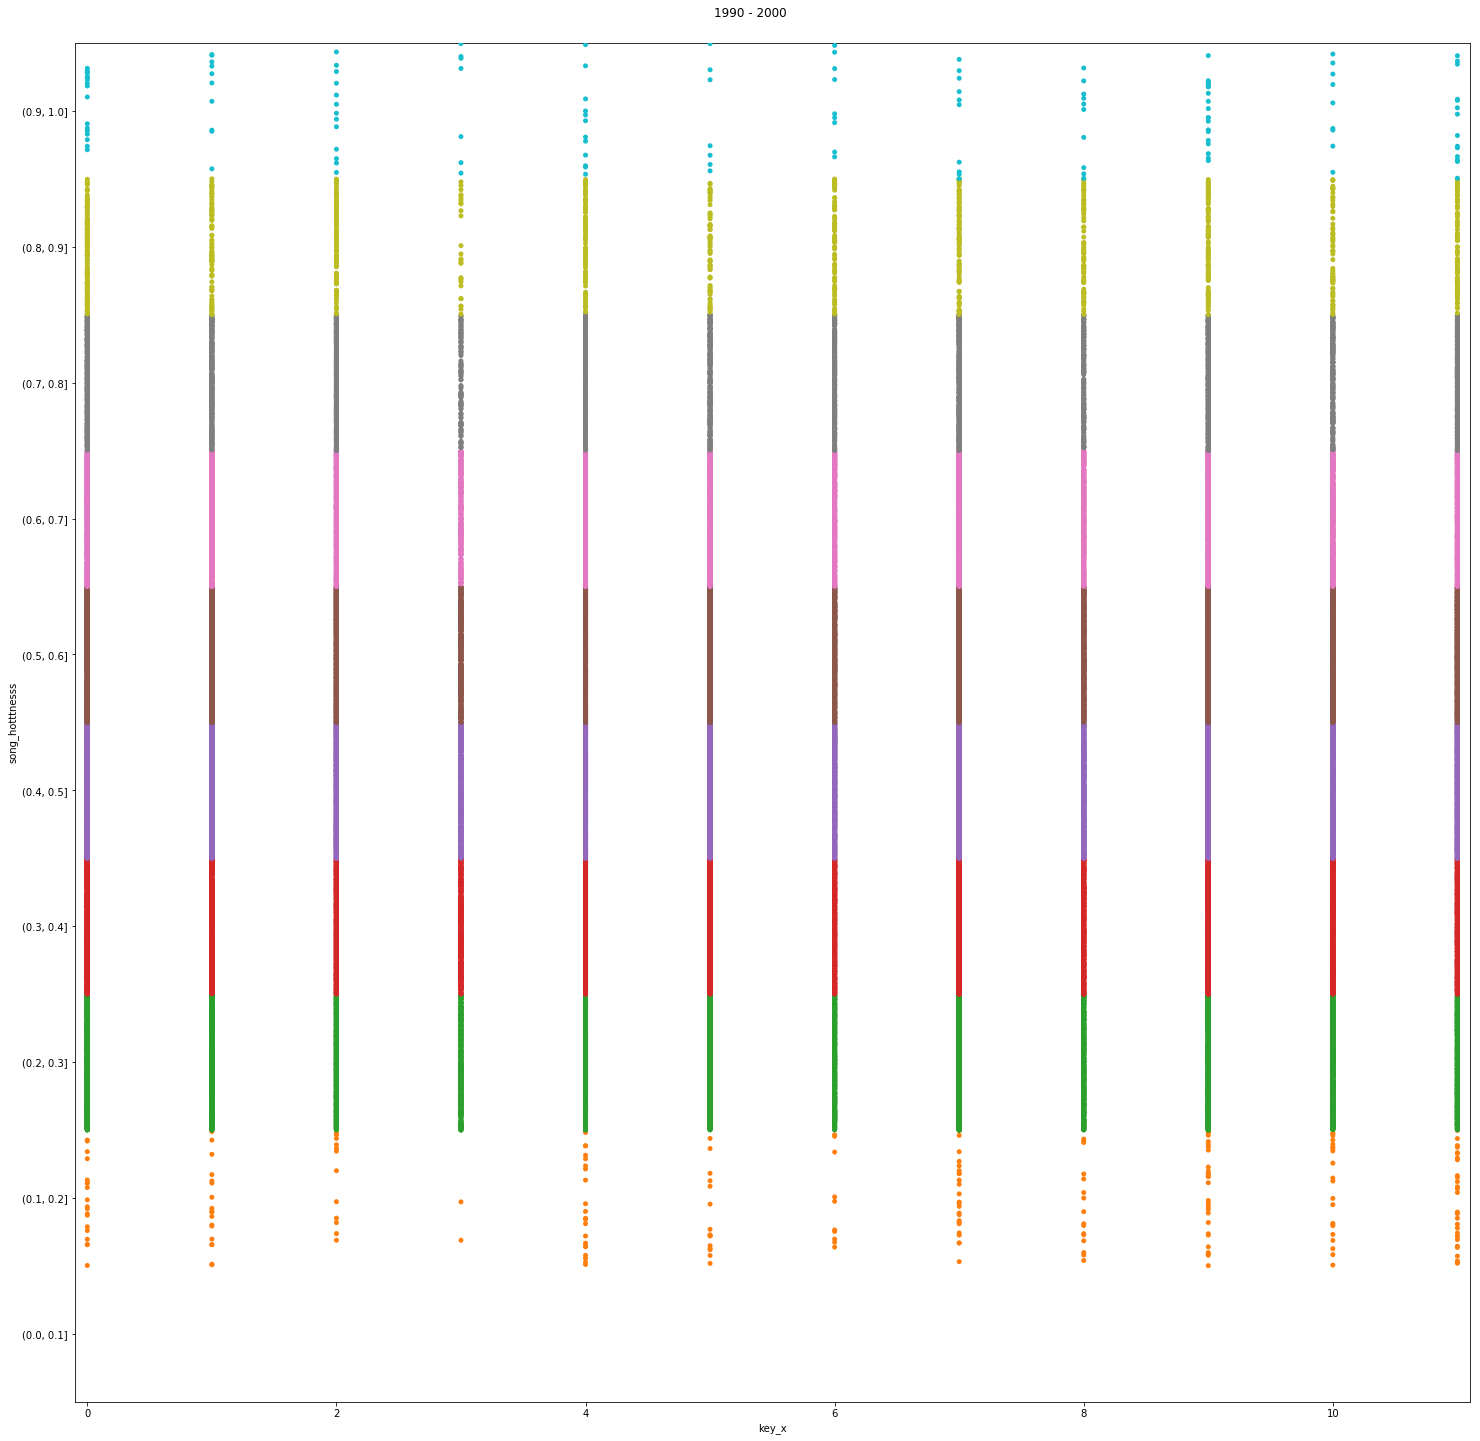 1990 - 2000
(0.9, 1.0]
(0.8, 0.9]
(0.7, 0.8]
(0.6, 0.7]
(0.5, 0.6]
song_hotttnesss
(0.4, 0.5]
(0.3, 0.4]
(0.2, 0.3]
(0.1, 0.2]
(0.0, 0.1]
0 2 4 6 8 10
key_x